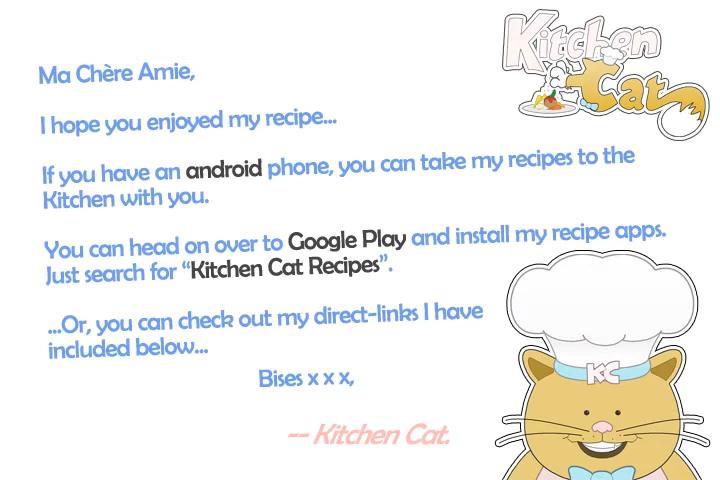 Kitchen
Cat
Ma Chère Amie,
I hope you enjoyed my recipe...
If you have an android phone, you can take my recipes to the
Kitchen with you.
You can head on over to Google Play and install my recipe apps.
Just search for “Kitchen Cat Recipes”.
...Or, you can check out my direct-links I have
included below...
Bises x x x,
-- Kitchen Cat.
KC